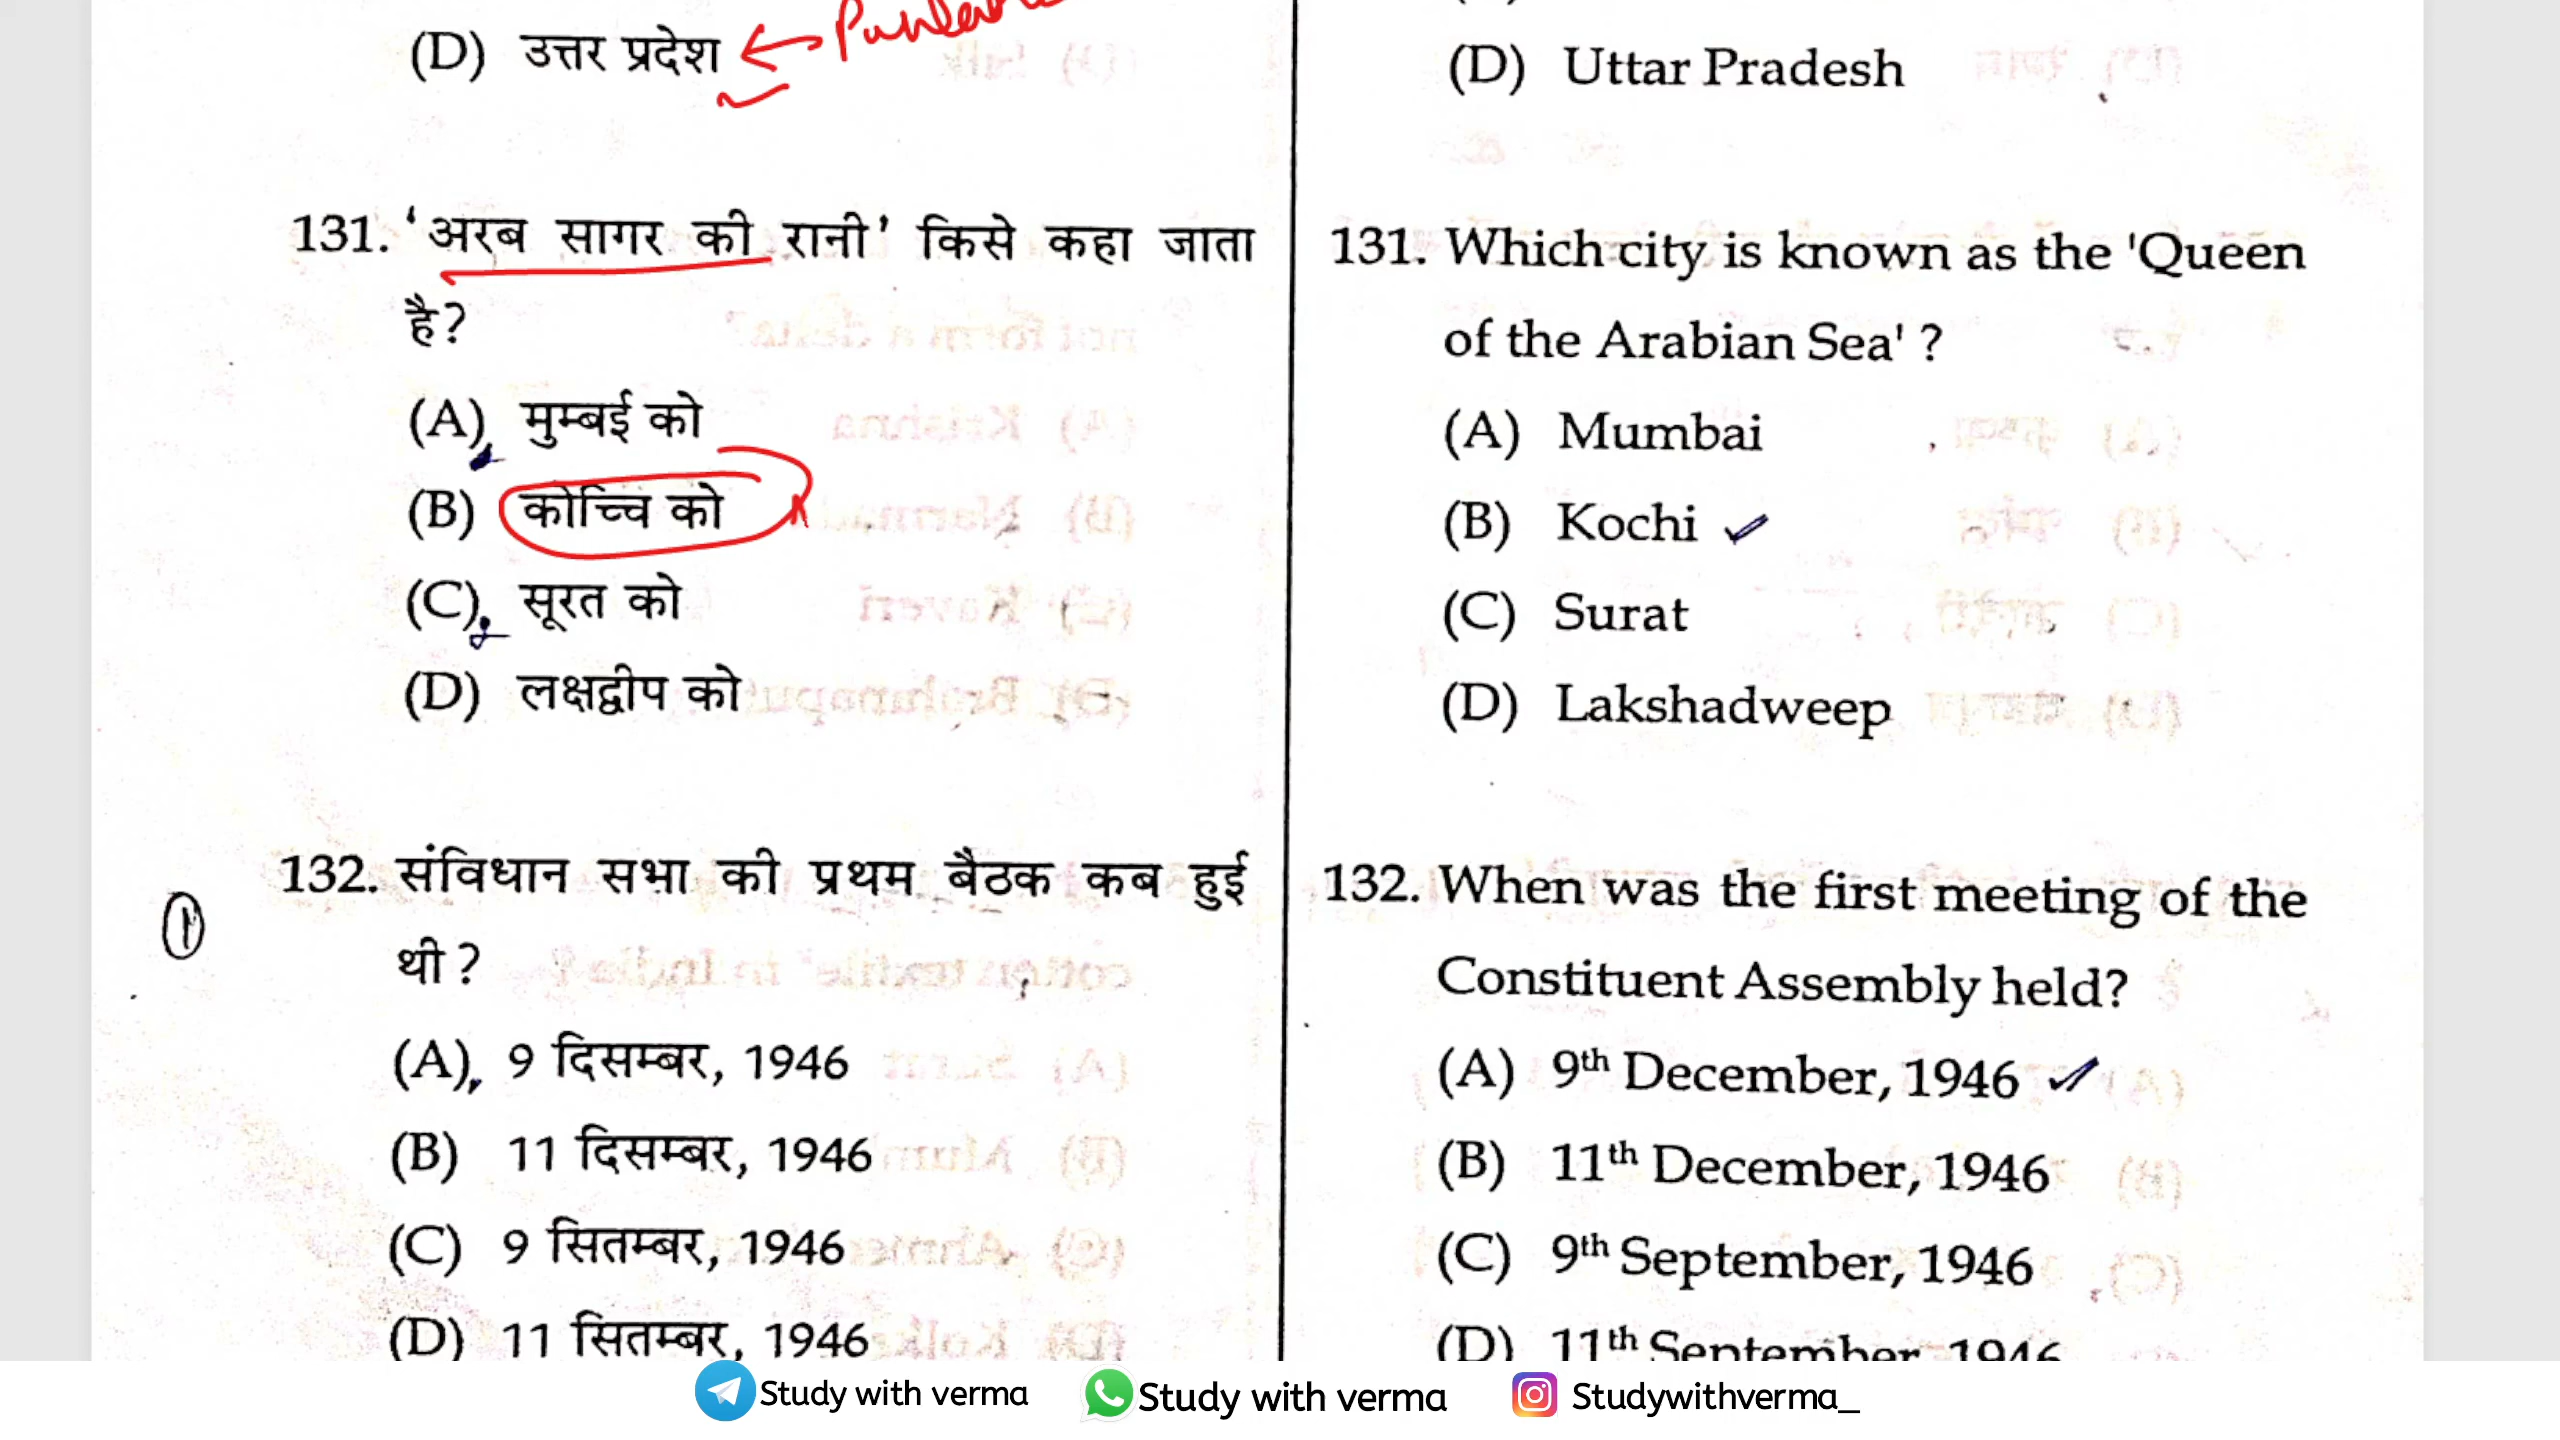 (D) उत्तर प्रदेश
131. 'अरब सागर की रानी' किसे कहा जाता
है?
(A) मुम्बई को
(B) कोच्चि को
(C) सूरत को
(D) लक्षद्वीप को
132. संविधान सभा की प्रथम बैठक कब हुई
थी ?
(A) 9 दिसम्बर, 1946
(B) 11 दिसम्बर, 1946
(C) 9 सितम्बर, 1946
(D) 11 सितम्बर, 1946
(D) Uttar Pradesh
131. Which city is known as the 'Queen
of the Arabian Sea' ?
(A) Mumbai
(B) Kochi
(C) Surat
(D) Lakshadweep
132. When was the first meeting of the
Constituent Assembly held?
(A) 9th December, 1946
(B) 11th December, 1946
(C) 9th September, 1946
(D) 11th September, 1946
Study with verma
Study with verma
Studywithverma_